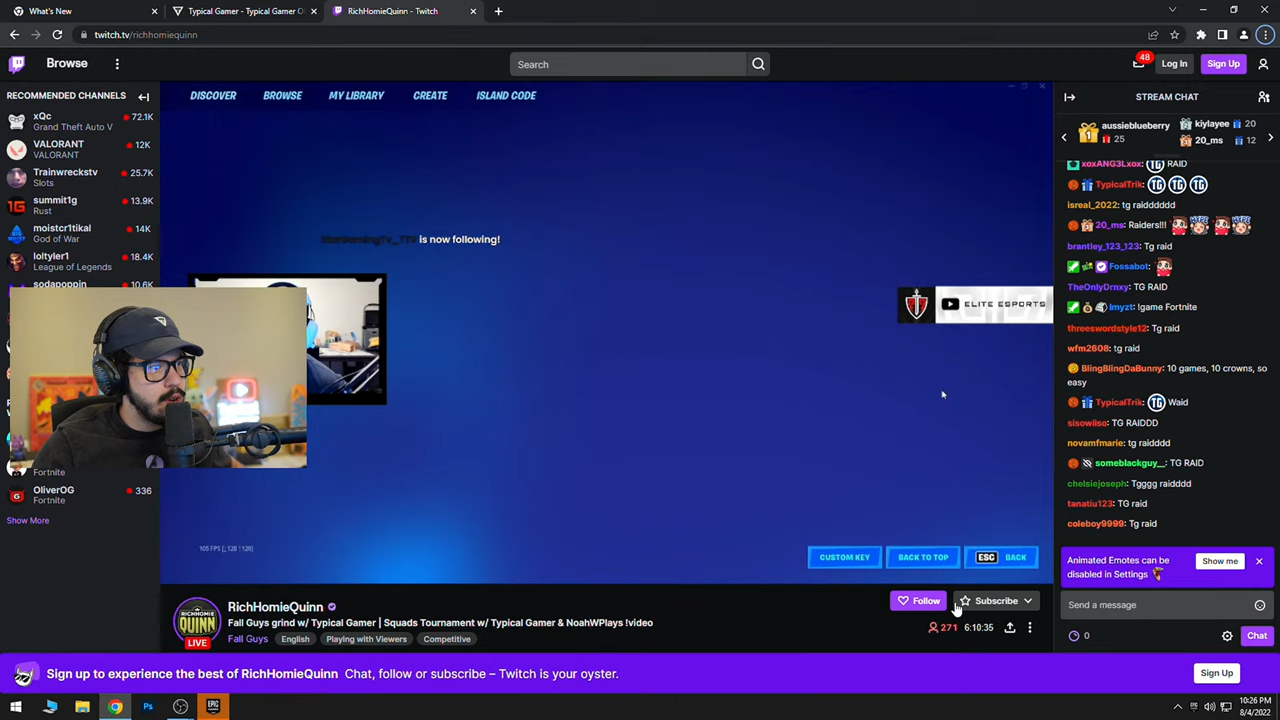 What's New
Typical Gamer - Typical Gamer O
RichHomieQuinn - Twitch
twitch.tv/richhomiequinn
Browse
Search
48
Log In
Sign Up
RECOMMENDED CHANNELS
xQc 72.1K
Grand Theft Auto V
VALORANT 12K
VALORANT
Trainwreckstv 25.7K
Slots
summit1g 13.9K
Rust
moistcr1tikal 12.5K
God of War
loltyler1 18.4K
League of Legends
sodapoppin 10.6K
Fortnite
OliverOG 336
Fortnite
Show More
DISCOVER BROWSE MY LIBRARY CREATE ISLAND CODE
is now following!
ELITE ESPORTS
CUSTOM KEY BACK TO TOP ESC BACK
RichHomieQuinn
LIVE
Fall Guys grind w/ Typical Gamer | Squads Tournament w/ Typical Gamer & NoahWPlays !video
Fall Guys English Playing with Viewers Competitive
Follow Subscribe
271 6:10:35
STREAM CHAT
aussieblueberry
25
kiylayee 20
20_ms 12
xoxANG3Lxox: RAID
TypicalTrik:
isreal_2022: tg raidddddd
20_ms: Raiders!!!
brantley_123_123: Tg raid
Fossabot:
TheOnlyDrnxy: TG RAID
Imyzt: !game Fortnite
threeswordstyle12: Tg raid
wfm2608: tg raid
BlingBlingDaBunny: 10 games, 10 crowns, so
easy
TypicalTrik: Waid
sisowiiso: TG RAIDDD
novamfmarie: tg raidddd
someblackguy__: TG RAID
chelsiejoseph: Tgggg raidddd
tanatiu123: TG raid
coleboy9999: Tg raid
Animated Emotes can be
disabled in Settings
Show me
Send a message
0
Chat
Sign up to experience the best of RichHomieQuinn Chat, follow or subscribe – Twitch is your oyster.
Sign Up
10:26 PM
8/4/2022